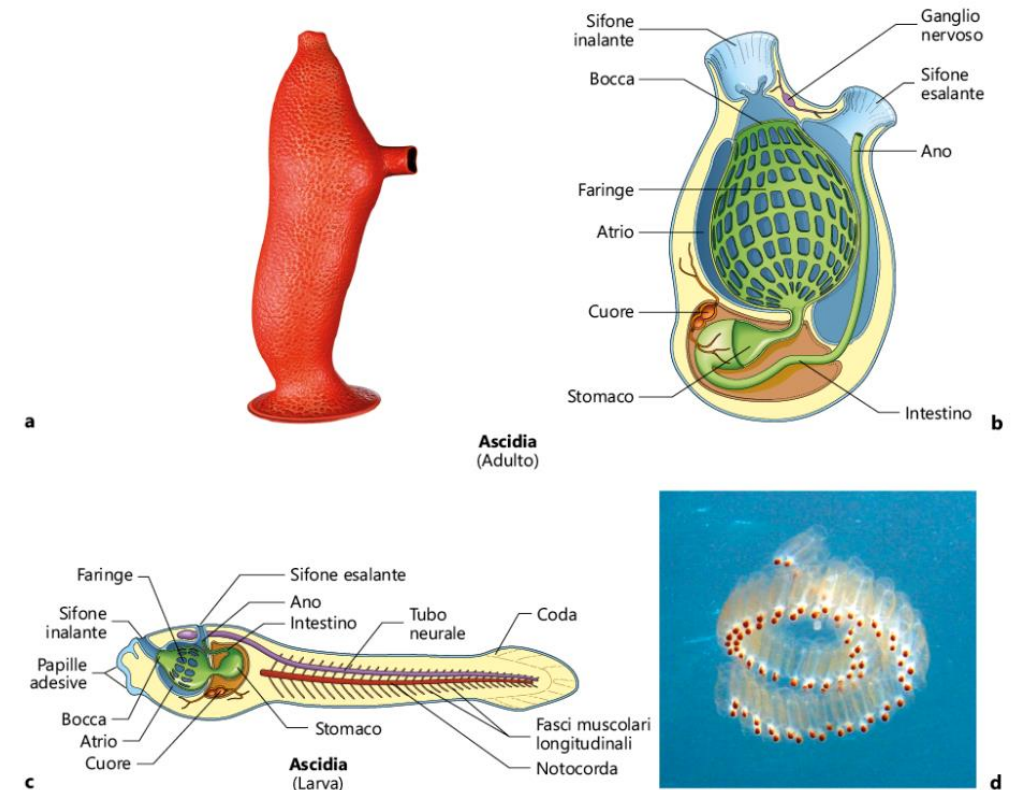 Sifone
inalante
Ganglio
nervoso
Bocca
Sifone
esalante
Ano
Faringe
Atrio
Cuore
Stomaco
Intestino
a
b
Ascidia
(Adulto)
Faringe
Sifone esalante
Ano
Intestino
Sifone
inalante
Tubo
neurale
Coda
Papille
adesive
Bocca
Atrio
Cuore
Stomaco
Fasci muscolari
longitudinali
Notocorda
Ascidia
(Larva)
c
d